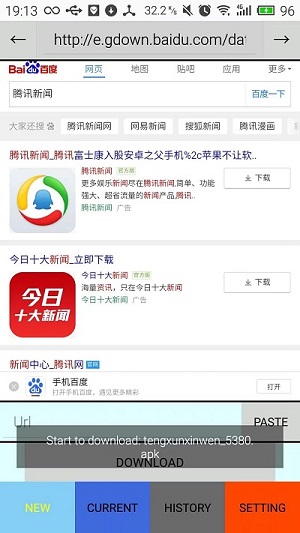 19:13 ... 32.2% 3G 96
http://e.gdown.baidu.com/dat
Bai百度 网页 地图 贴吧 应用 更多
腾讯新闻 百度一下
大家还搜 腾讯新闻网 网易新闻 搜狐新闻 腾讯漫画
腾讯新闻_腾讯富士康入股安卓之父手机%2c苹果不让软..
腾讯新闻 官方版
更多娱乐新闻尽在腾讯新闻,简单、功能
强大、超省流量的新闻产品,腾讯..
腾讯新闻 广告
下载
今日十大新闻_立即下载
今日十大新闻 官方版
海量资讯，只在今日十大新闻
今日十大新闻 广告
下载
今日
十大新闻
新闻中心_腾讯网 官网
手机百度
打开手机百度，遇见更多精彩
打开
Url PASTE
Start to download: tengxunxinwen_5380.
apk
DOWNLOAD
NEW CURRENT HISTORY SETTING